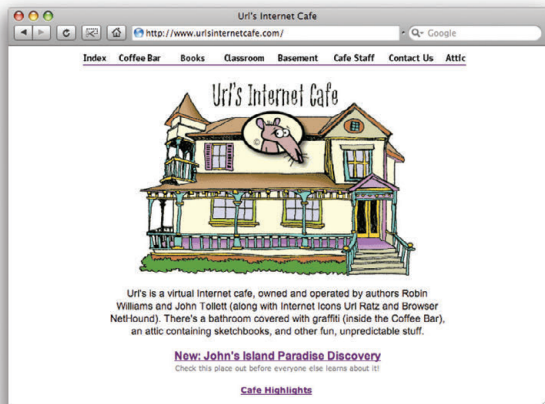 Url's Internet Cafe
http://www.urlsinternetcafe.com/
Google
Index Coffee Bar Books Classroom Basement Cafe Staff Contact Us Attic
Url's Internet Cafe
©
Url's is a virtual Internet cafe, owned and operated by authors Robin
Williams and John Tollett (along with Internet Icons Url Ratz and Browser
NetHound). There's a bathroom covered with graffiti (inside the Coffee Bar),
an attic containing sketchbooks, and other fun, unpredictable stuff.
New: John's Island Paradise Discovery
Check this place out before everyone else learns about it!
Cafe Highlights